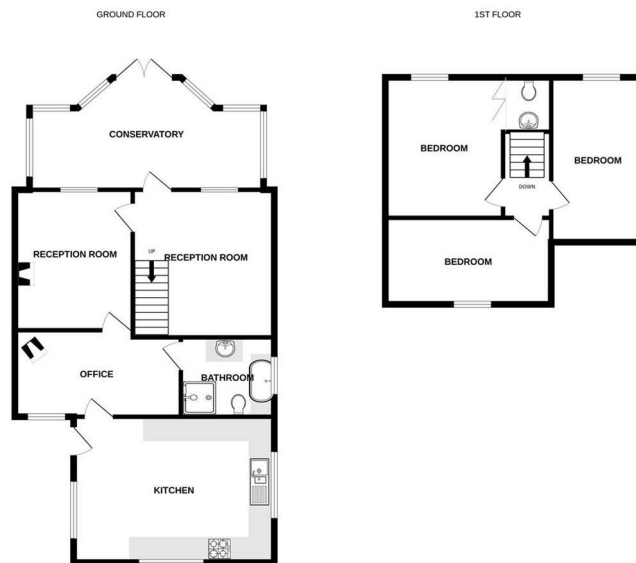 GROUND FLOOR
CONSERVATORY
RECEPTION ROOM
RECEPTION ROOM
UP
OFFICE
BATHROOM
KITCHEN
1ST FLOOR
BEDROOM
BEDROOM
DOWN
BEDROOM